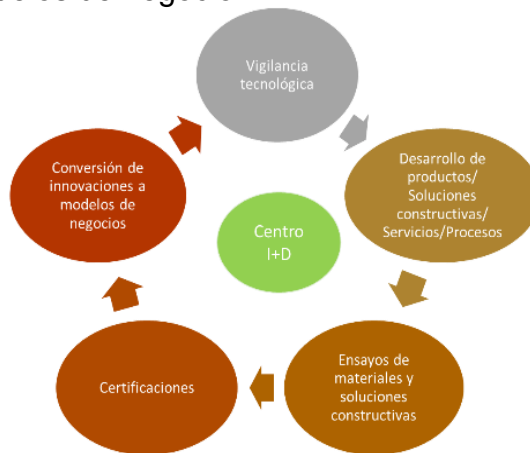 Vigilancia
tecnológica
Desarrollo de
productos/
Soluciones
constructivas/
Servicios/Procesos
Ensayos de
materiales y
soluciones
constructivas
Certificaciones
Conversión de
innovaciones a
modelos de
negocios
Centro
I+D